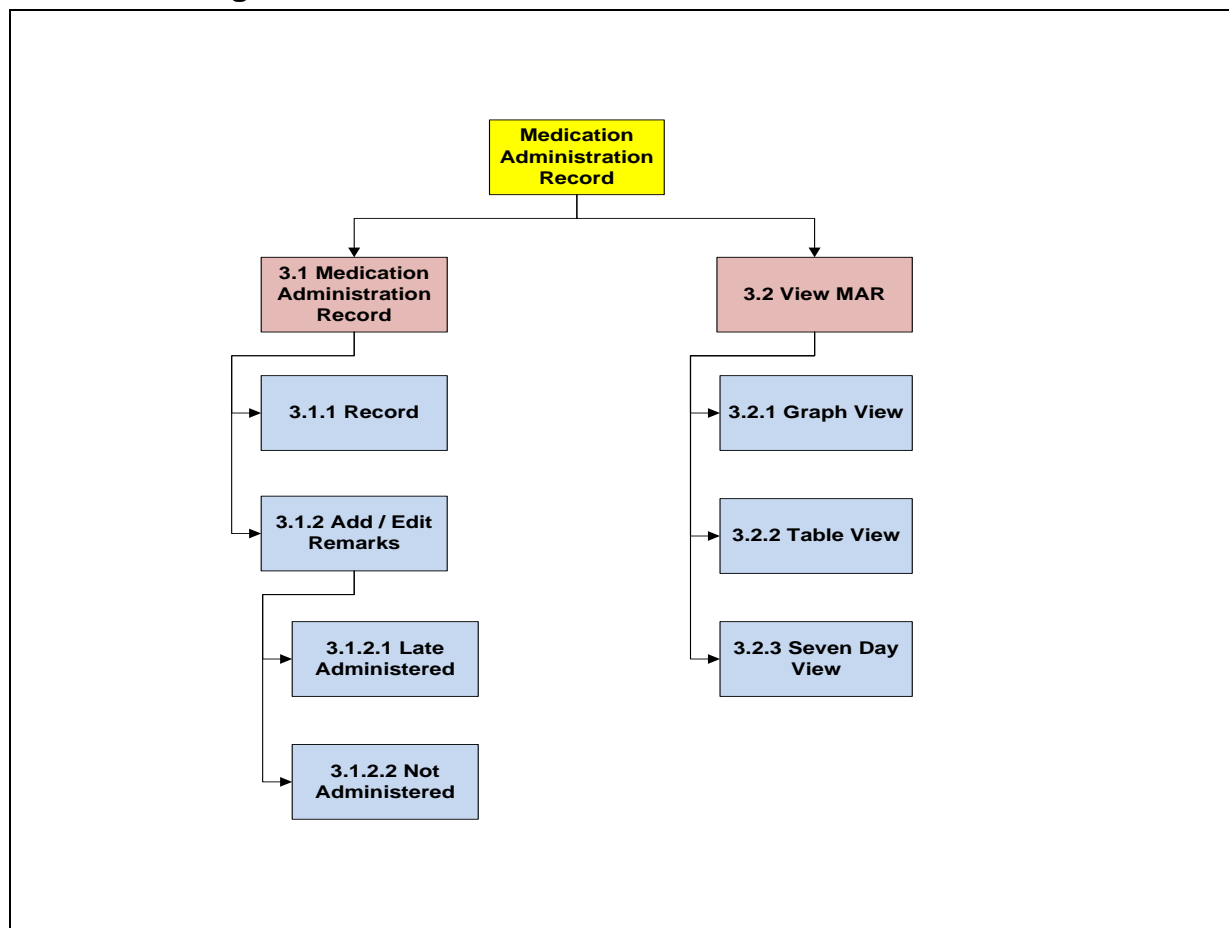 Medication
Administration
Record
3.1 Medication
Administration
Record
3.2 View MAR
3.1.1 Record
3.2.1 Graph View
3.1.2 Add / Edit
Remarks
3.2.2 Table View
3.1.2.1 Late
Administered
3.2.3 Seven Day
View
3.1.2.2 Not
Administered